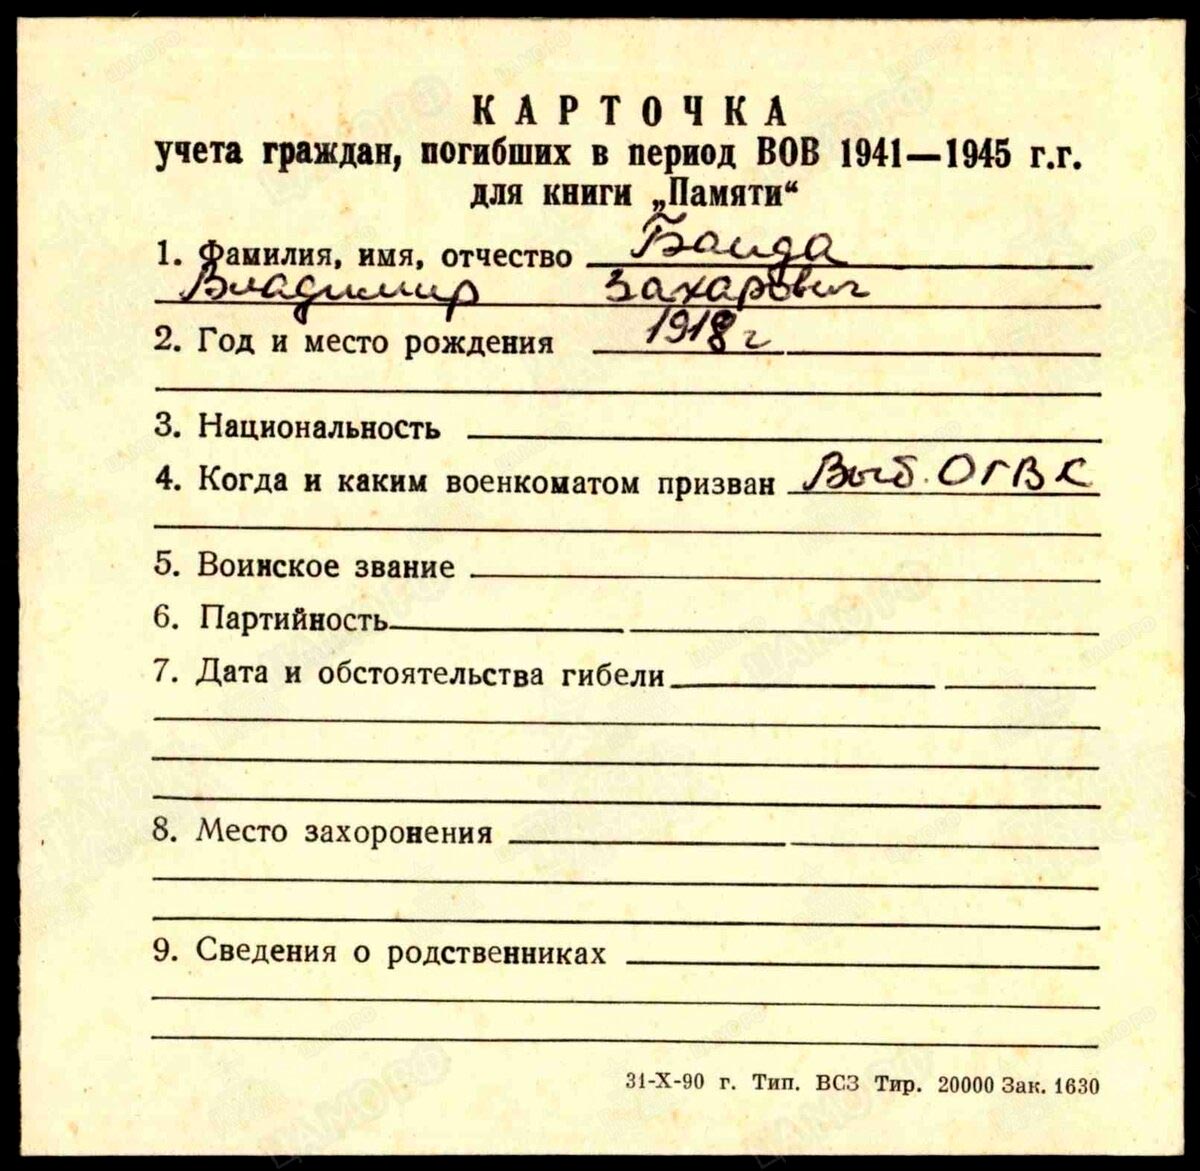 КАРТОЧКА
учета граждан, погибших в период ВОВ 1941—1945 г.г.
для книги „Памяти“
1. Фамилия, имя, отчество Баида
Владимир Захарович
2. Год и место рождения 1918 г
3. Национальность
4. Когда и каким военкоматом призван Выб. ОГВК
5. Воинское звание
6. Партийность
7. Дата и обстоятельства гибели
8. Место захоронения
9. Сведения о родственниках
31-X-90 г. Тип. ВСЗ Тир. 20000 Зак. 1630